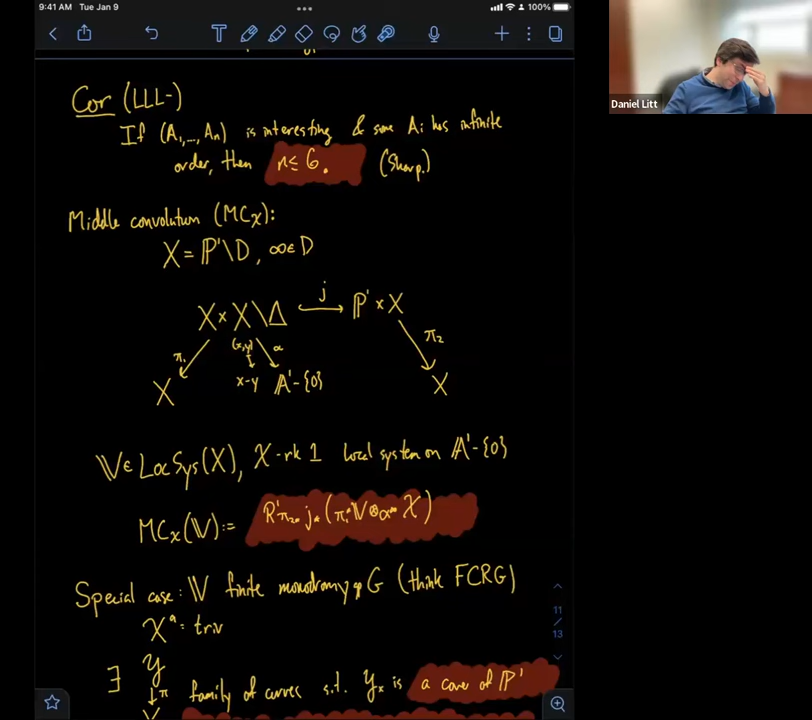 9:41 AM Tue Jan 9
100%
Cor (LLL-)
If (A₁,...,Aₙ) is interesting & some Aᵢ has infinite
order, then n ≤ 6. (Sharp.)
Middle convolution (MCχ):
X = P¹\D, ∞∈D
X × X \ Δ j P¹ × X
π₁ (x,y) α π₂
X x-y A¹-{0} X
𝕍 ∈ LocSys(X), χ - rk 1 local system on A¹-{0}
MCχ(𝕍) := R¹π₂* j*(π₁*𝕍 ⊗ α* χ)
Special case: 𝕍 finite monodromy gp G (think FCRG)
χᵃ = triv
∃ Y
↓π family of curves s.t. Yₓ is a cover of P¹
11
/
13
Daniel Litt